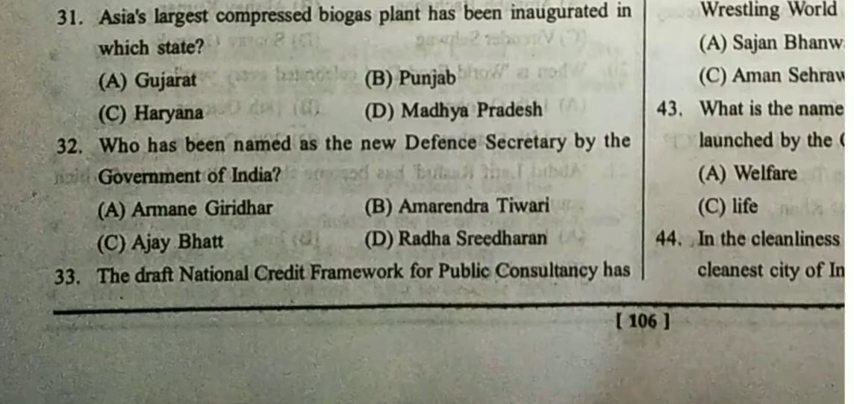 31. Asia's largest compressed biogas plant has been inaugurated in
which state?
(A) Gujarat (B) Punjab
(C) Haryana (D) Madhya Pradesh
32. Who has been named as the new Defence Secretary by the
Government of India?
(A) Armane Giridhar (B) Amarendra Tiwari
(C) Ajay Bhatt (D) Radha Sreedharan
33. The draft National Credit Framework for Public Consultancy has
Wrestling World
(A) Sajan Bhanw
(C) Aman Sehraw
43. What is the name
launched by the
(A) Welfare
(C) life
44. In the cleanliness
cleanest city of In
[ 106 ]